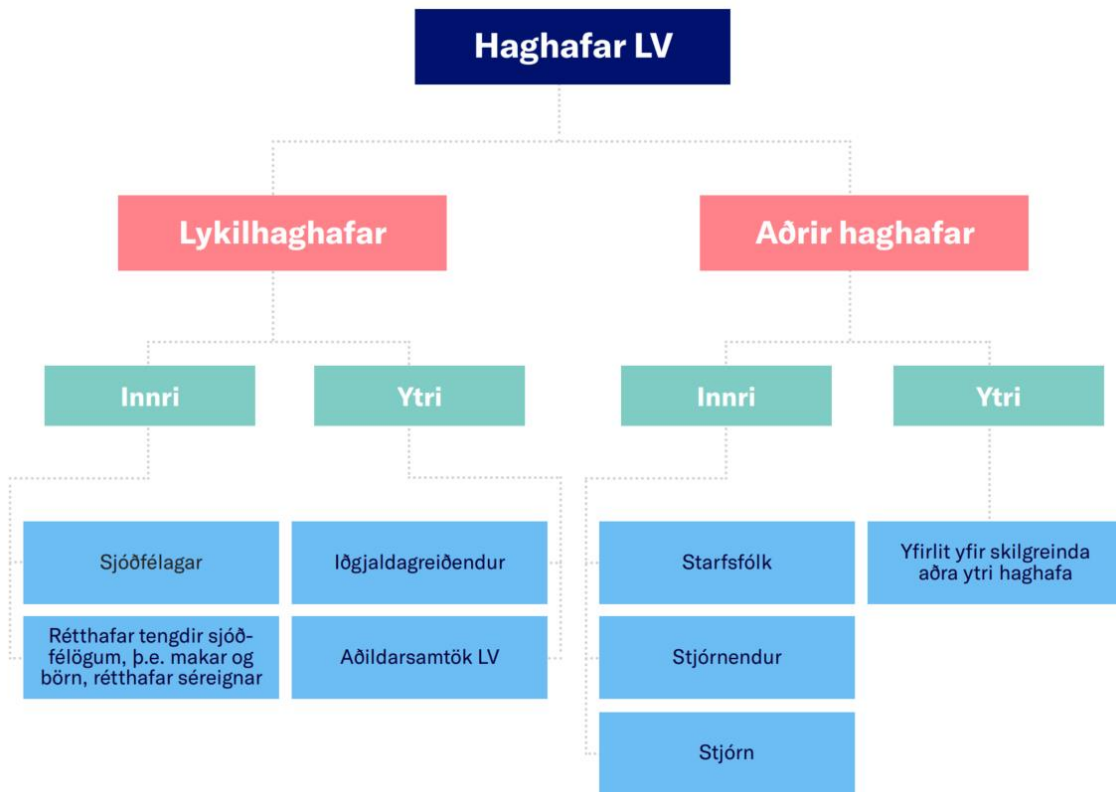 Haghafar LV
Lykilhaghafar
Aðrir haghafar
Innri
Ytri
Innri
Ytri
Sjóðfélagar
Iðgjaldagreiðendur
Starfsfólk
Yfirlit yfir skilgreinda
aðra ytri haghafa
Rétthafar tengdir sjóð-
félögum, þ.e. makar og
börn, rétthafar séreignar
Aðildarsamtök LV
Stjórnendur
Stjórn